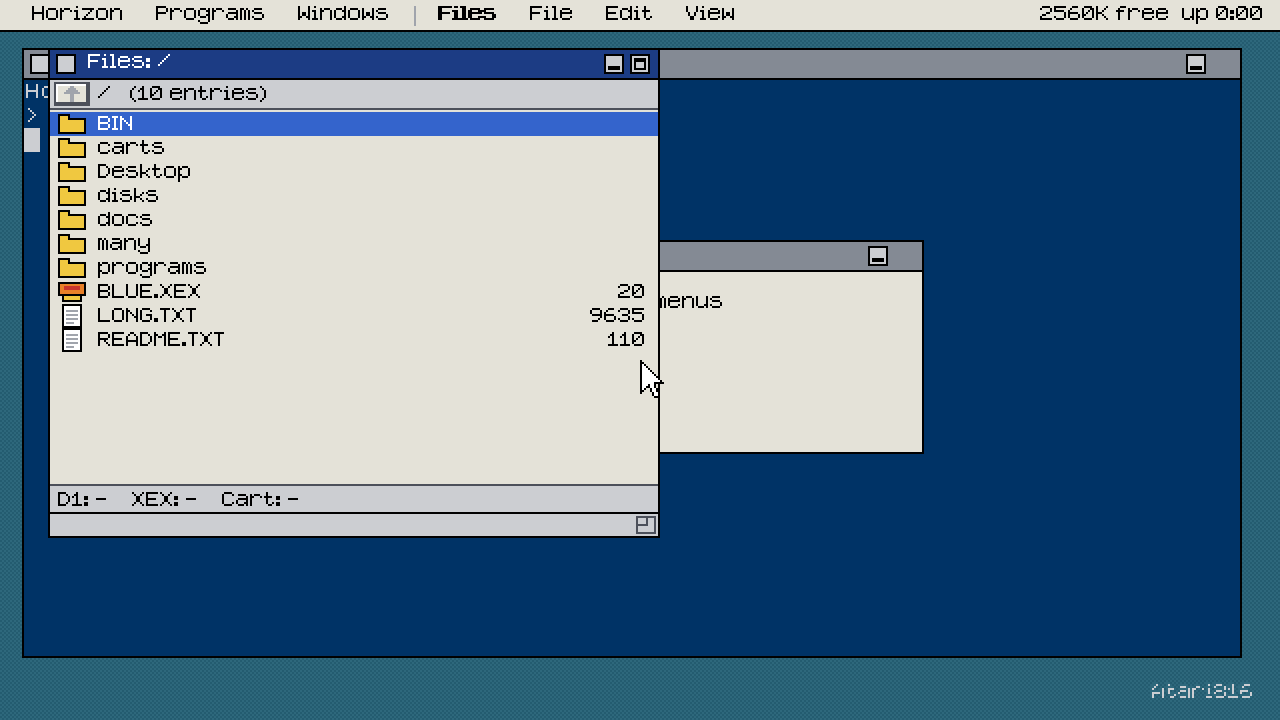 Horizon Programs Windows | Files File Edit View 2560K free up 0:00
Files: /
/ (10 entries)
>
BIN
carts
Desktop
disks
docs
many
programs
BLUE.XEX 20
menus
LONG.TXT 9635
README.TXT 110
D1: - XEX: - Cart: -
Atari816